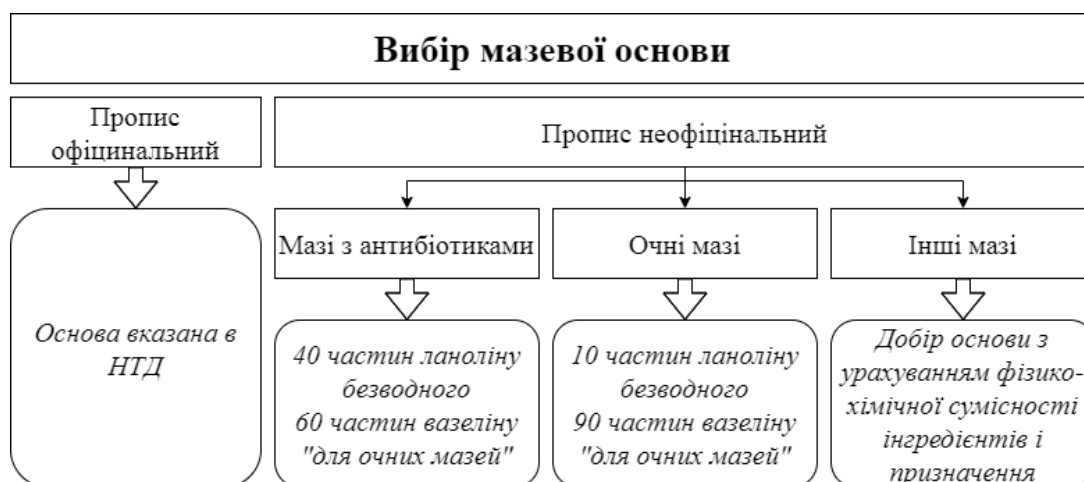 Вибір мазевої основи
Пропис
офіцинальний
Пропис неофіцінальний
Мазі з антибіотиками
Очні мазі
Інші мазі
Основа вказана в
НТД
40 частин ланоліну
безводного
60 частин вазеліну
"для очних мазей"
10 частин ланоліну
безводного
90 частин вазеліну
"для очних мазей"
Добір основи з
урахуванням фізико-
хімічної сумісності
інгредієнтів і
призначення